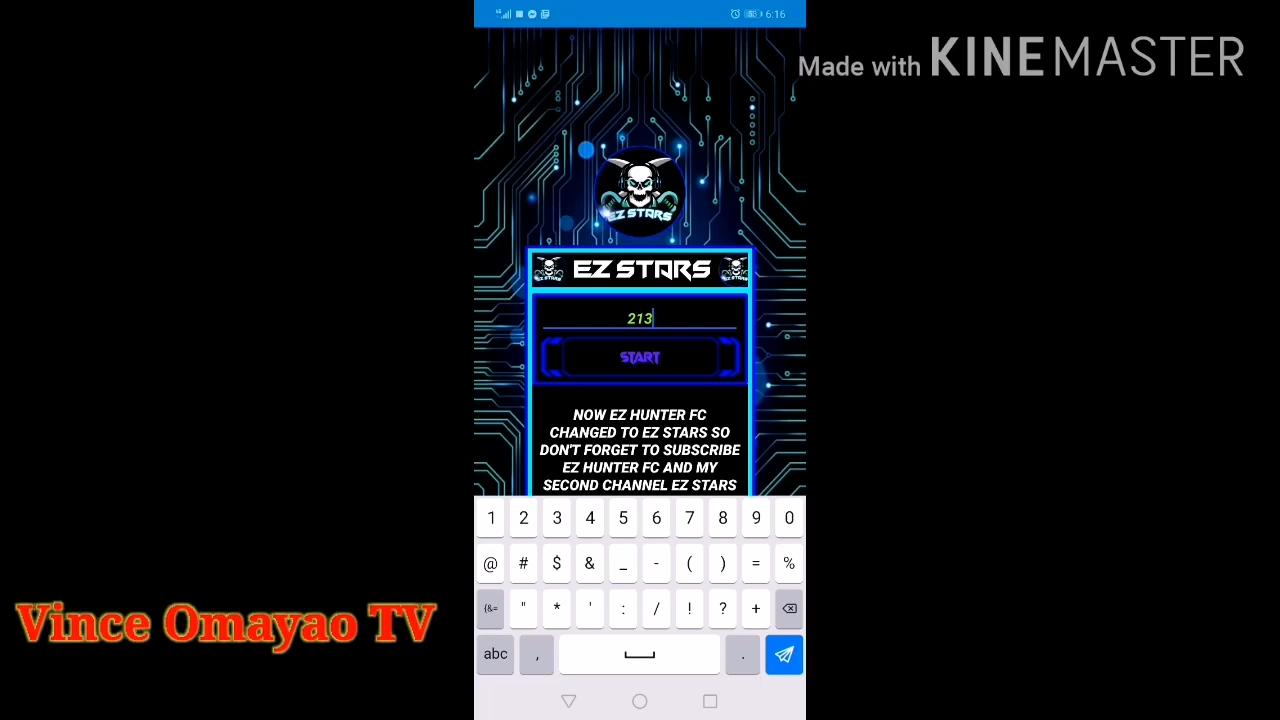 6:16
Made with KINEMASTER
EZ STARS
EZ STARS
213
START
NOW EZ HUNTER FC
CHANGED TO EZ STARS SO
DON'T FORGET TO SUBSCRIBE
EZ HUNTER FC AND MY
SECOND CHANNEL EZ STARS
1 2 3 4 5 6 7 8 9 0
@ # $ & _ - ( ) = %
{&= " * ' : / ! ? +
abc , .
Vince Omayao TV